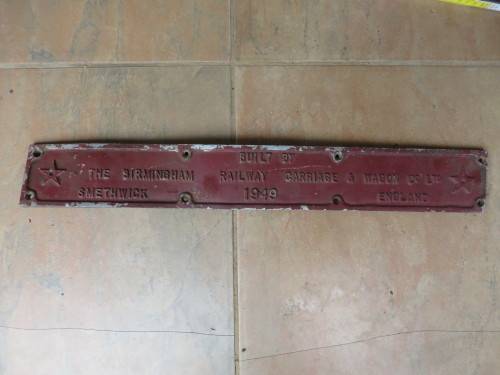 BUILT BY
THE BIRMINGHAM RAILWAY CARRIAGE & WAGON CO LTD
SMETHWICK 1949 ENGLAND